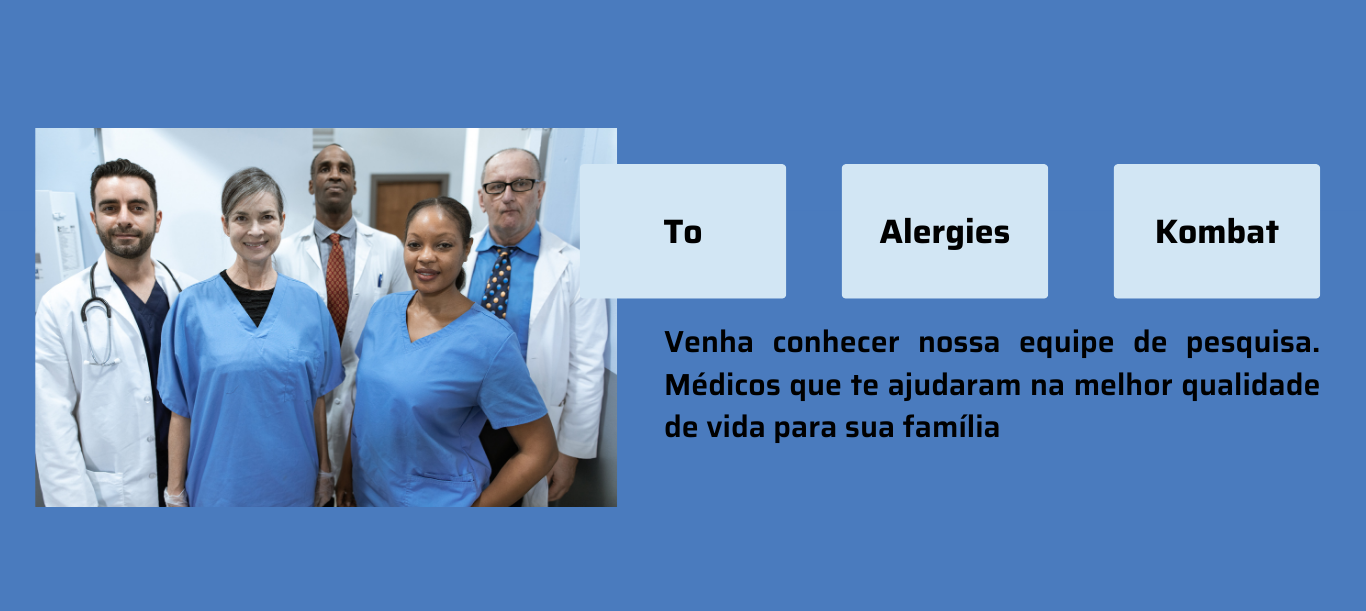 To
Alergies
Kombat
Venha conhecer nossa equipe de pesquisa.
Médicos que te ajudaram na melhor qualidade
de vida para sua família